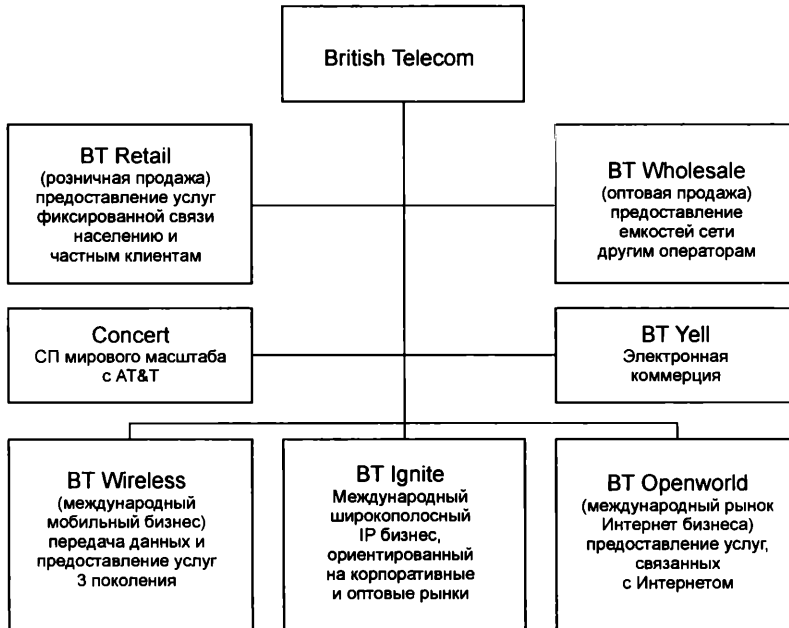 British Telecom
BT Retail
(розничная продажа)
предоставление услуг
фиксированной связи
населению и
частным клиентам
BT Wholesale
(оптовая продажа)
предоставление
емкостей сети
другим операторам
Concert
СП мирового масштаба
с AT&T
BT Yell
Электронная
коммерция
BT Wireless
(международный
мобильный бизнес)
передача данных и
предоставление услуг
3 поколения
BT Ignite
Международный
широкополосный
IP бизнес,
ориентированный
на корпоративные
и оптовые рынки
BT Openworld
(международный рынок
Интернет бизнеса)
предоставление услуг,
связанных
с Интернетом